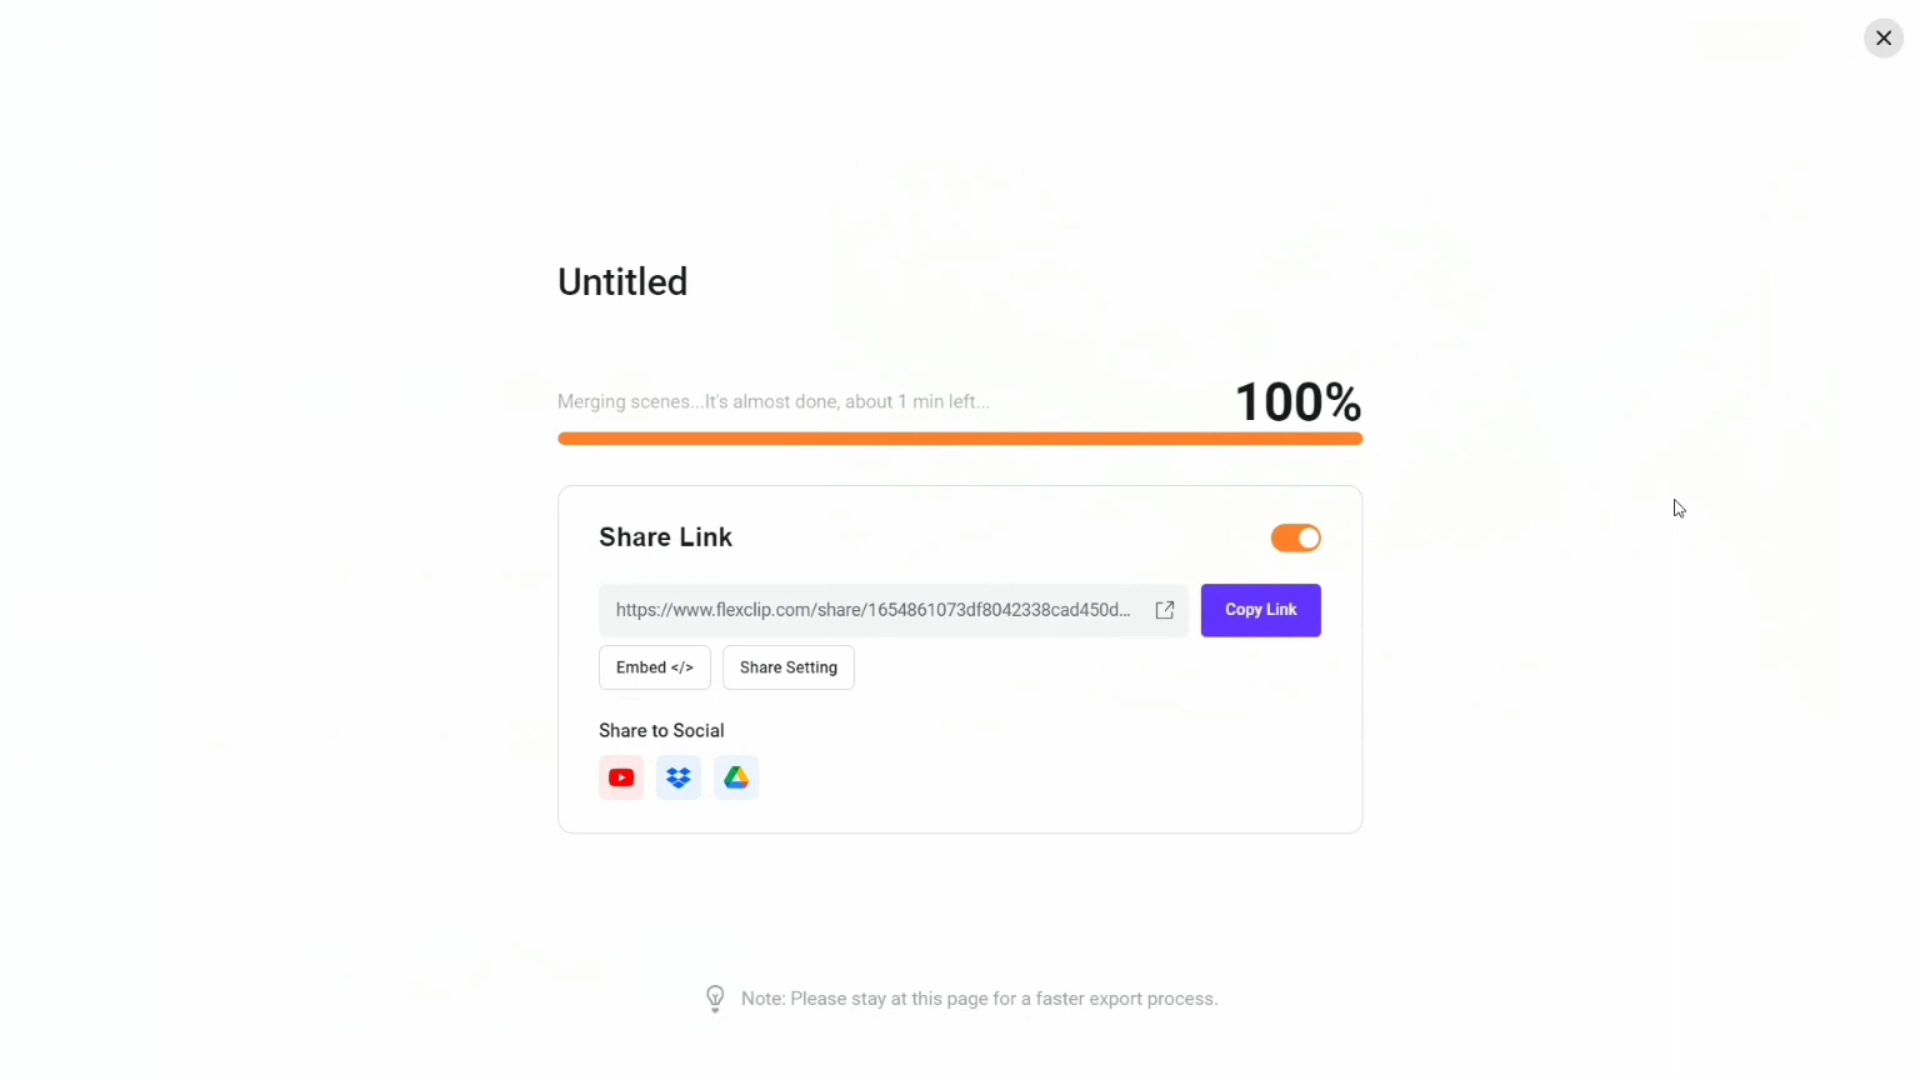 Untitled
Merging scenes...It's almost done, about 1 min left...
100%
Share Link
https://www.flexclip.com/share/1654861073df8042338cad450d...
Copy Link
Embed </>
Share Setting
Share to Social
Note: Please stay at this page for a faster export process.